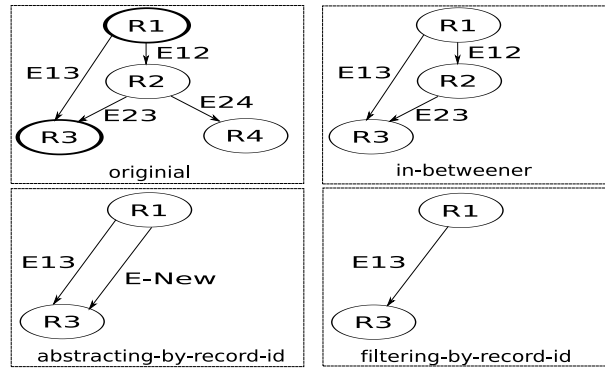 R1
E12
E13
R2
E23
E24
R3
R4
originial
R1
E12
E13
R2
E23
R3
in-betweener
R1
E13
E-New
R3
abstracting-by-record-id
R1
E13
R3
filtering-by-record-id